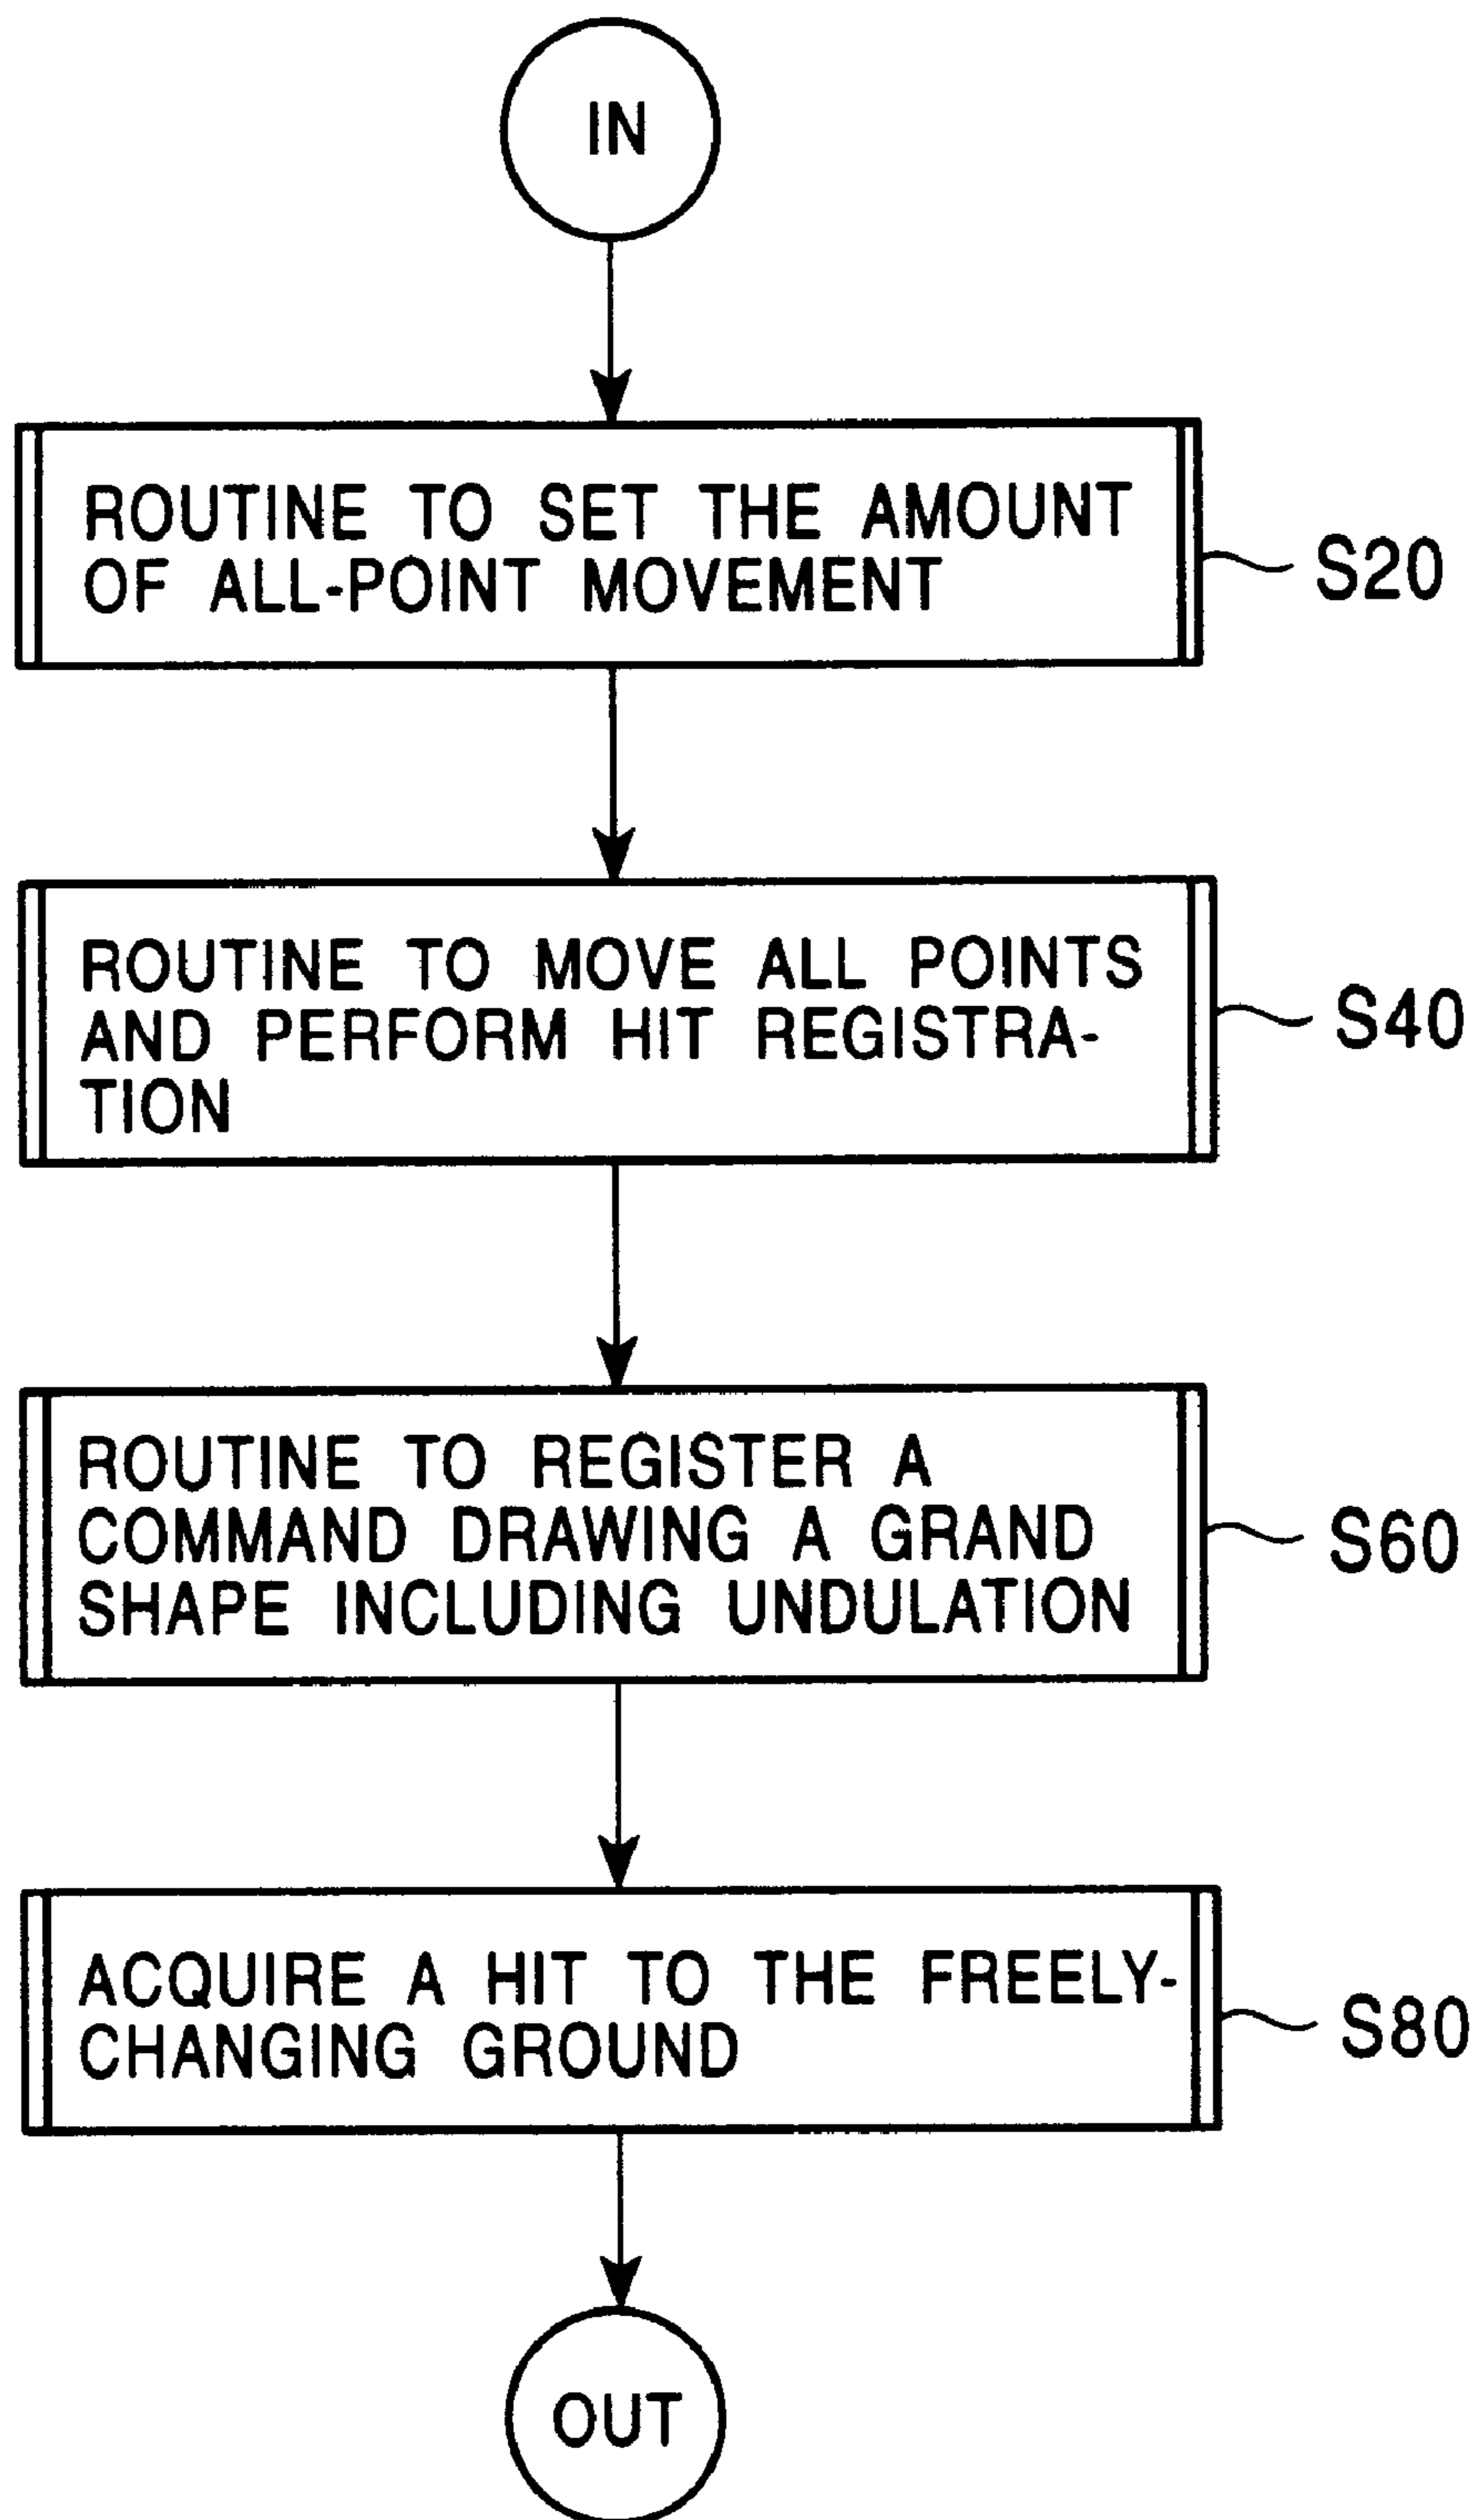 IN
ROUTINE TO SET THE AMOUNT
OF ALL-POINT MOVEMENT
S20
ROUTINE TO MOVE ALL POINTS
AND PERFORM HIT REGISTRA-
TION
S40
ROUTINE TO REGISTER A
COMMAND DRAWING A GRAND
SHAPE INCLUDING UNDULATION
S60
ACQUIRE A HIT TO THE FREELY-
CHANGING GROUND
S80
OUT